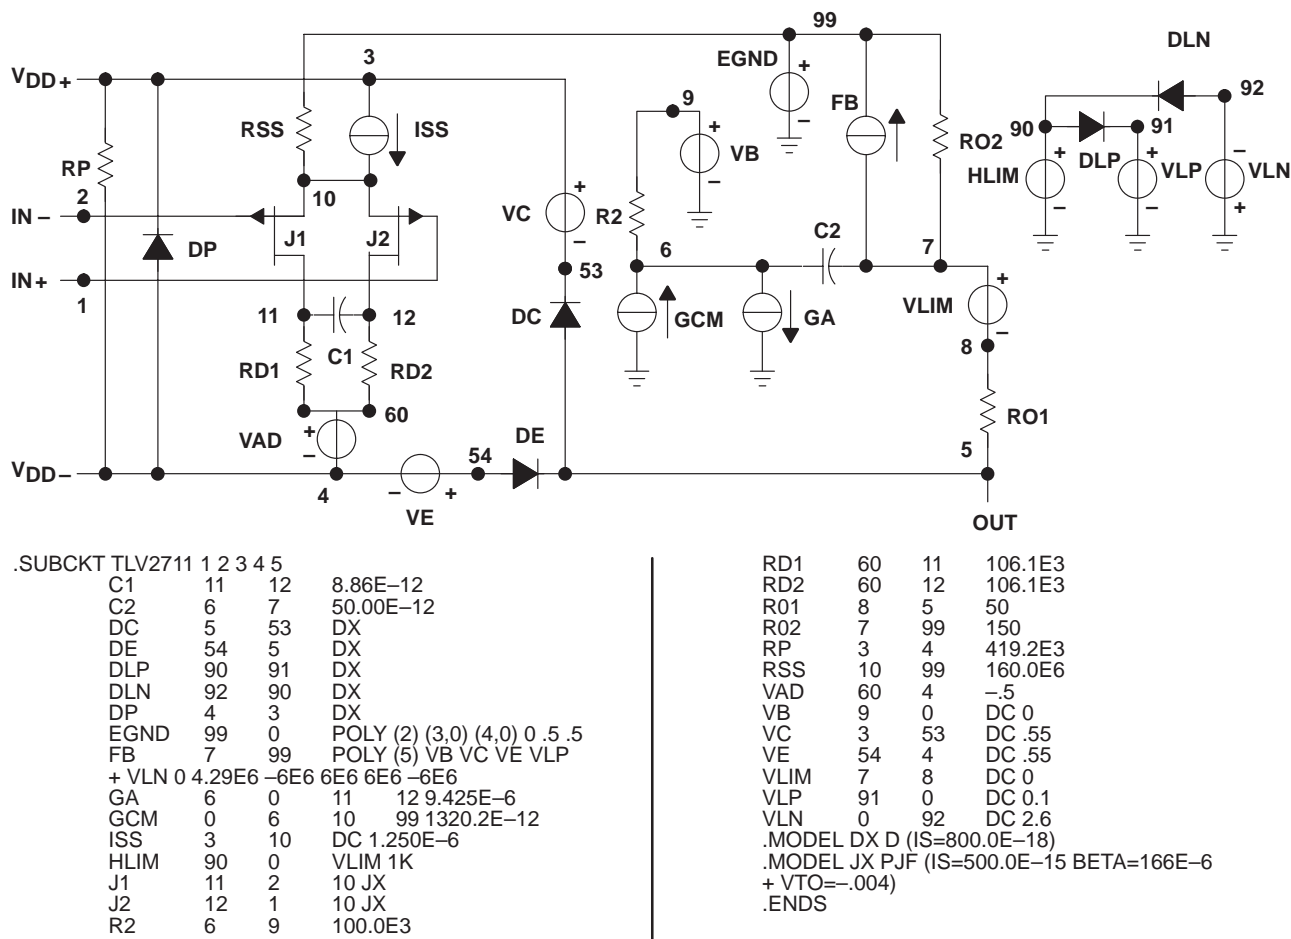 99
DLN
3
EGND
+
–
FB
92
VDD+
9
+
VB
–
RSS
ISS
RO2
90
91
DLP
+
HLIM
–
+
VLP
–
–
VLN
+
RP
2
10
IN –
VC
+
–
R2
C2
DP
J1
J2
6
7
IN+
1
53
+
VLIM
–
11
12
DC
GCM
GA
C1
8
RD1
RD2
60
RO1
VAD
+
–
DE
54
5
VDD–
4
–
+
VE
OUT
.SUBCKT TLV2711 1 2 3 4 5
C1 11 12 8.86E–12
C2 6 7 50.00E–12
DC 5 53 DX
DE 54 5 DX
DLP 90 91 DX
DLN 92 90 DX
DP 4 3 DX
EGND 99 0 POLY (2) (3,0) (4,0) 0 .5 .5
FB 7 99 POLY (5) VB VC VE VLP
+ VLN 0 4.29E6 –6E6 6E6 6E6 –6E6
GA 6 0 11 12 9.425E–6
GCM 0 6 10 99 1320.2E–12
ISS 3 10 DC 1.250E–6
HLIM 90 0 VLIM 1K
J1 11 2 10 JX
J2 12 1 10 JX
R2 6 9 100.0E3
RD1 60 11 106.1E3
RD2 60 12 106.1E3
R01 8 5 50
R02 7 99 150
RP 3 4 419.2E3
RSS 10 99 160.0E6
VAD 60 4 –.5
VB 9 0 DC 0
VC 3 53 DC .55
VE 54 4 DC .55
VLIM 7 8 DC 0
VLP 91 0 DC 0.1
VLN 0 92 DC 2.6
.MODEL DX D (IS=800.0E–18)
.MODEL JX PJF (IS=500.0E–15 BETA=166E–6
+ VTO=–.004)
.ENDS